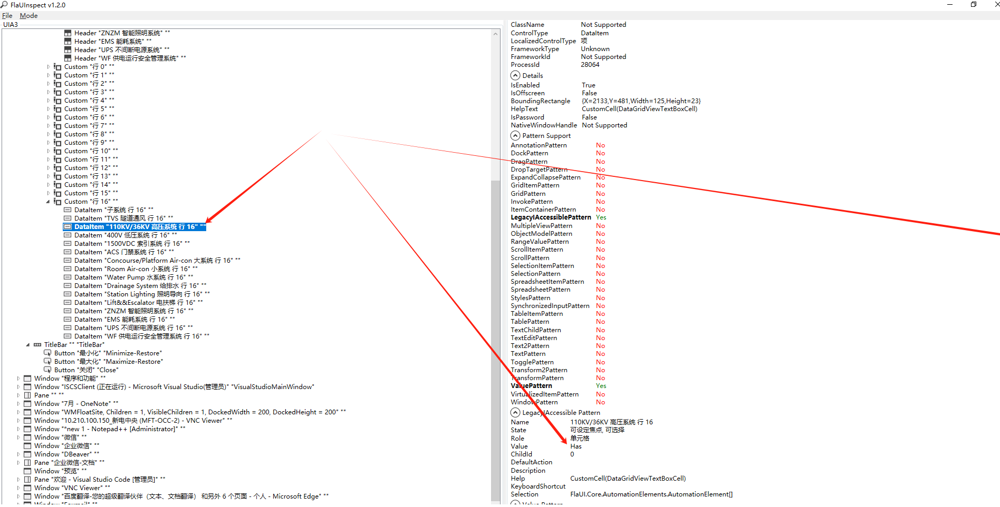 FlaUInspect v1.2.0
File Mode
UIA3
Header "ZNZM 智能照明系统" ""
Header "EMS 能耗系统" ""
Header "UPS 不间断电源系统" ""
Header "WF 供电运行安全管理系统" ""
Custom "行 0" ""
Custom "行 1" ""
Custom "行 2" ""
Custom "行 3" ""
Custom "行 4" ""
Custom "行 5" ""
Custom "行 6" ""
Custom "行 7" ""
Custom "行 8" ""
Custom "行 9" ""
Custom "行 10" ""
Custom "行 11" ""
Custom "行 12" ""
Custom "行 13" ""
Custom "行 14" ""
Custom "行 15" ""
Custom "行 16" ""
DataItem "子系统 行 16" ""
DataItem "TVS 隧道通风 行 16" ""
DataItem "110KV/36KV 高压系统 行 16" ""
DataItem "400V 低压系统 行 16" ""
DataItem "1500VDC 索引系统 行 16" ""
DataItem "ACS 门禁系统 行 16" ""
DataItem "Concourse/Platform Air-con 大系统 行 16" ""
DataItem "Room Air-con 小系统 行 16" ""
DataItem "Water Pump 水系统 行 16" ""
DataItem "Drainage System 给排水 行 16" ""
DataItem "Station Lighting 照明导向 行 16" ""
DataItem "Lift&&Escalator 电扶梯 行 16" ""
DataItem "ZNZM 智能照明系统 行 16" ""
DataItem "EMS 能耗系统 行 16" ""
DataItem "UPS 不间断电源系统 行 16" ""
DataItem "WF 供电运行安全管理系统 行 16" ""
TitleBar "" "TitleBar"
Button "最小化" "Minimize-Restore"
Button "最大化" "Maximize-Restore"
Button "关闭" "Close"
Window "程序和功能" ""
Window "ISCSClient (正在运行) - Microsoft Visual Studio(管理员)" "VisualStudioMainWindow"
Pane "" ""
Window "7月 - OneNote" ""
Window "WMFloatSite, Children = 1, VisibleChildren = 1, DockedWidth = 200, DockedHeight = 200" ""
Window "10.210.100.150_新电中央 (MFT-OCC-2) - VNC Viewer" ""
Window "*new 1 - Notepad++ [Administrator]" ""
Window "微信" ""
Window "企业微信" ""
Window "DBeaver" ""
Pane "企业微信-文档" ""
Window "预览" ""
Pane "欢迎 - Visual Studio Code [管理员]" ""
Window "VNC Viewer" ""
Window "百度翻译-您的超级翻译伙伴（文本、文档翻译） 和另外 6 个页面 - 个人 - Microsoft Edge" ""
Window "Foxmail" ""
ClassName Not Supported
ControlType DataItem
LocalizedControlType 项
FrameworkType Unknown
FrameworkId Not Supported
ProcessId 28064
Details
IsEnabled True
IsOffscreen False
BoundingRectangle {X=2133,Y=481,Width=125,Height=23}
HelpText CustomCell(DataGridViewTextBoxCell)
IsPassword False
NativeWindowHandle Not Supported
Pattern Support
AnnotationPattern No
DockPattern No
DragPattern No
DropTargetPattern No
ExpandCollapsePattern No
GridItemPattern No
GridPattern No
InvokePattern No
ItemContainerPattern No
LegacyIAccessiblePattern Yes
MultipleViewPattern No
ObjectModelPattern No
RangeValuePattern No
ScrollItemPattern No
ScrollPattern No
SelectionItemPattern No
SelectionPattern No
SpreadsheetItemPattern No
SpreadsheetPattern No
StylesPattern No
SynchronizedInputPattern No
TableItemPattern No
TablePattern No
TextChildPattern No
TextEditPattern No
Text2Pattern No
TextPattern No
TogglePattern No
Transform2Pattern No
TransformPattern No
ValuePattern Yes
VirtualizedItemPattern No
WindowPattern No
LegacyIAccessible Pattern
Name 110KV/36KV 高压系统 行 16
State 可设定焦点, 可选择
Role 单元格
Value Has
ChildId 0
DefaultAction
Description
Help CustomCell(DataGridViewTextBoxCell)
KeyboardShortcut
Selection FlaUI.Core.AutomationElements.AutomationElement[]
Value Pattern